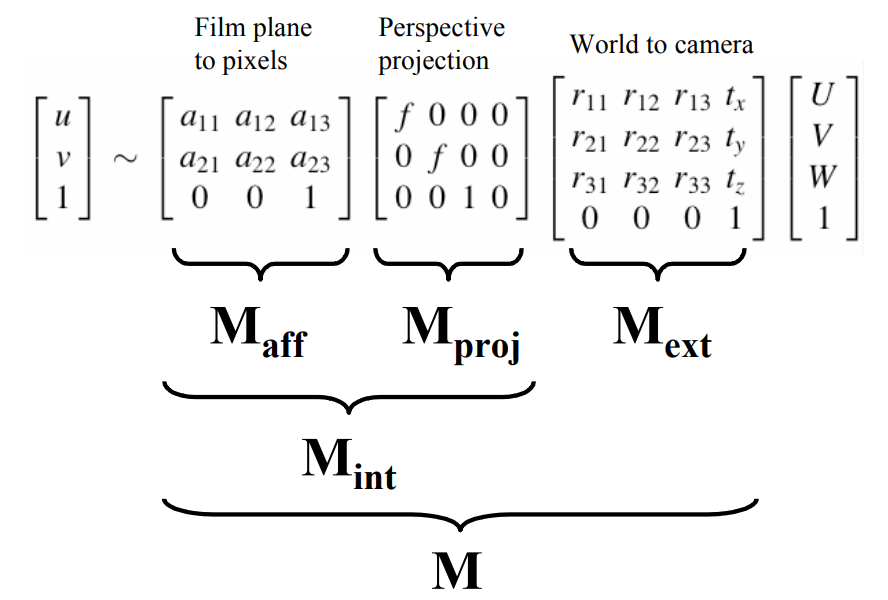 Film plane
to pixels
Perspective
projection
World to camera
u
v
1
~
a11 a12 a13
a21 a22 a23
0 0 1
f 0 0 0
0 f 0 0
0 0 1 0
r11 r12 r13 tx
r21 r22 r23 ty
r31 r32 r33 tz
0 0 0 1
U
V
W
1
Maff
Mproj
Mext
Mint
M